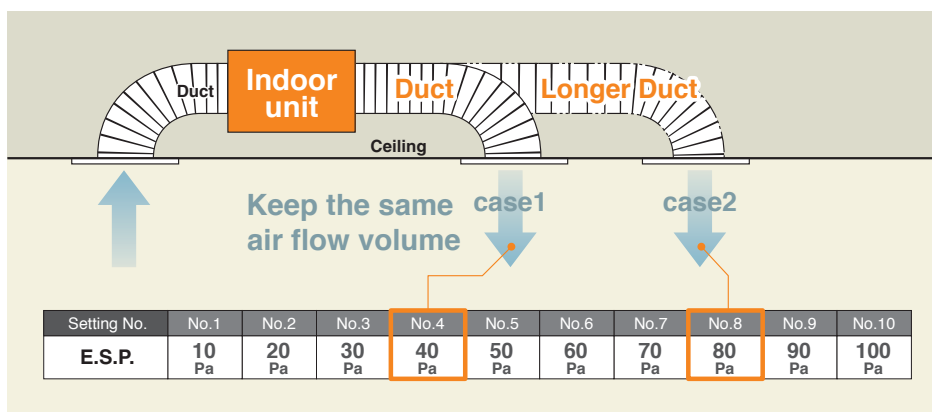 Duct
Indoor
unit
Duct
Longer Duct
Ceiling
Keep the same
air flow volume
case1
case2
Setting No. No.1 No.2 No.3 No.4 No.5 No.6 No.7 No.8 No.9 No.10
E.S.P. 10 20 30 40 50 60 70 80 90 100
Pa Pa Pa Pa Pa Pa Pa Pa Pa Pa